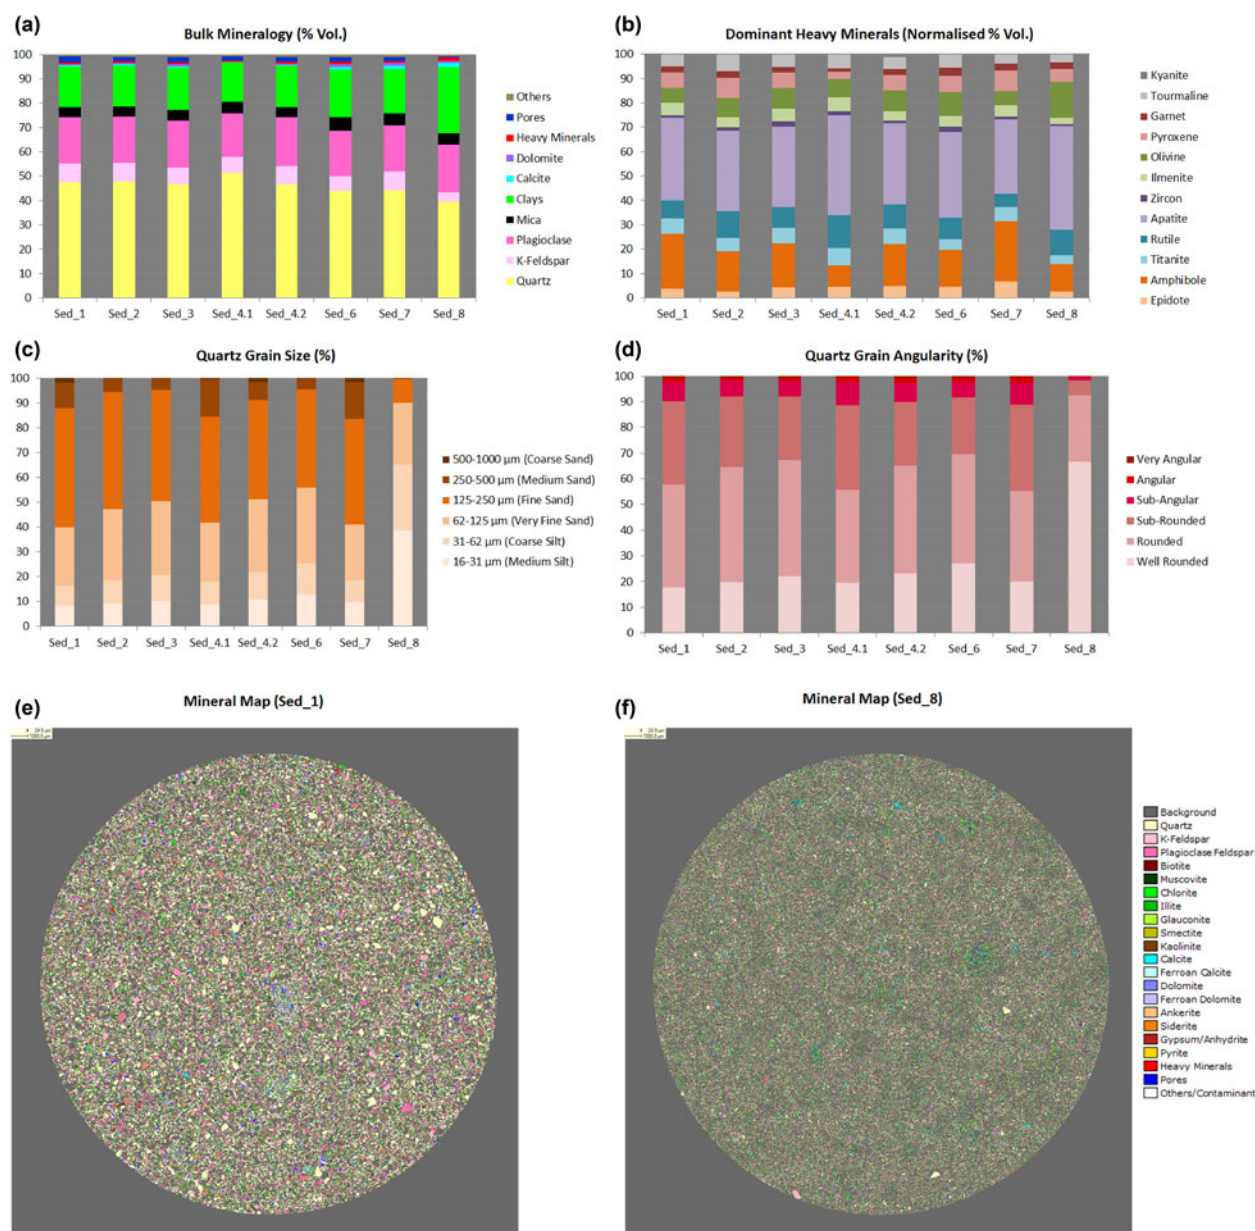 (a)
Bulk Mineralogy (% Vol.)
100
90
80
70
60
50
40
30
20
10
0
Sed_1 Sed_2 Sed_3 Sed_4.1 Sed_4.2 Sed_6 Sed_7 Sed_8
Others
Pores
Heavy Minerals
Dolomite
Calcite
Clays
Mica
Plagioclase
K-Feldspar
Quartz
(b)
Dominant Heavy Minerals (Normalised % Vol.)
100
90
80
70
60
50
40
30
20
10
0
Sed_1 Sed_2 Sed_3 Sed_4.1 Sed_4.2 Sed_6 Sed_7 Sed_8
Kyanite
Tourmaline
Garnet
Pyroxene
Olivine
Ilmenite
Zircon
Apatite
Rutile
Titanite
Amphibole
Epidote
(c)
Quartz Grain Size (%)
100
90
80
70
60
50
40
30
20
10
0
Sed_1 Sed_2 Sed_3 Sed_4.1 Sed_4.2 Sed_6 Sed_7 Sed_8
500-1000 µm (Coarse Sand)
250-500 µm (Medium Sand)
125-250 µm (Fine Sand)
62-125 µm (Very Fine Sand)
31-62 µm (Coarse Silt)
16-31 µm (Medium Silt)
(d)
Quartz Grain Angularity (%)
100
90
80
70
60
50
40
30
20
10
0
Sed_1 Sed_2 Sed_3 Sed_4.1 Sed_4.2 Sed_6 Sed_7 Sed_8
Very Angular
Angular
Sub-Angular
Sub-Rounded
Rounded
Well Rounded
(e)
Mineral Map (Sed_1)
(f)
Mineral Map (Sed_8)
Background
Quartz
K-Feldspar
Plagioclase Feldspar
Biotite
Muscovite
Chlorite
Illite
Glauconite
Smectite
Kaolinite
Calcite
Ferroan Calcite
Dolomite
Ferroan Dolomite
Ankerite
Siderite
Gypsum/Anhydrite
Pyrite
Heavy Minerals
Pores
Others/Contaminant